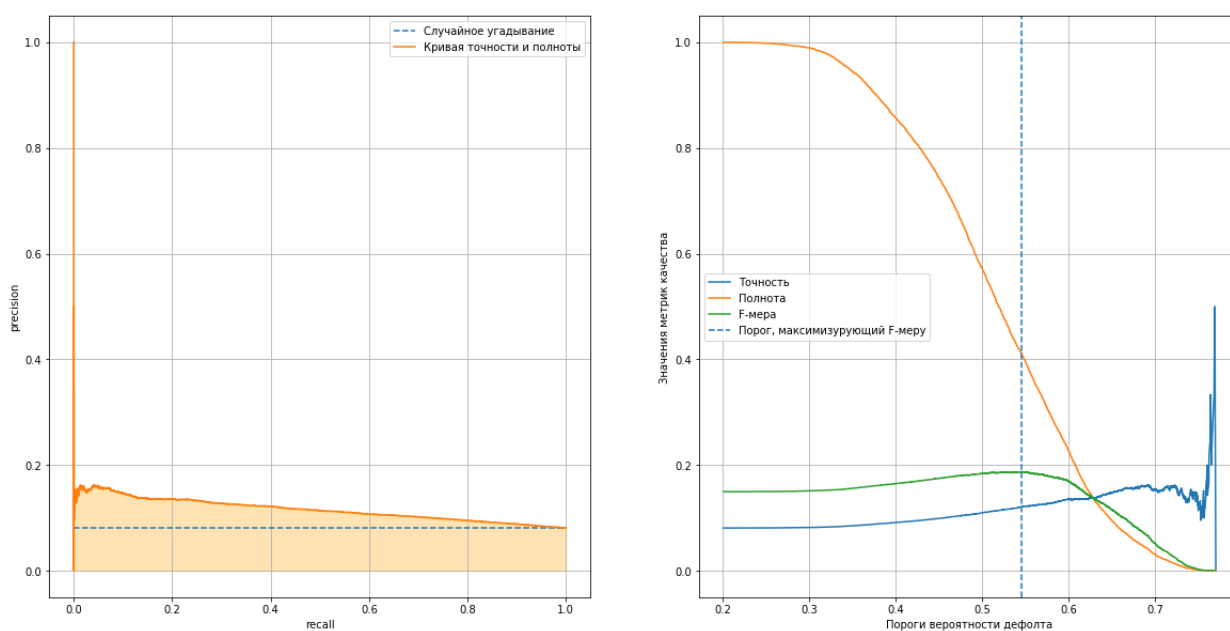 Случайное угадывание
Кривая точности и полноты
1.0
0.8
0.6
0.4
0.2
0.0
precision
0.0
0.2
0.4
0.6
0.8
1.0
recall
1.0
0.8
0.6
0.4
0.2
0.0
Значения метрик качества
Точность
Полнота
F-мера
Порог, максимизурующий F-меру
0.2
0.3
0.4
0.5
0.6
0.7
Пороги вероятности дефолта